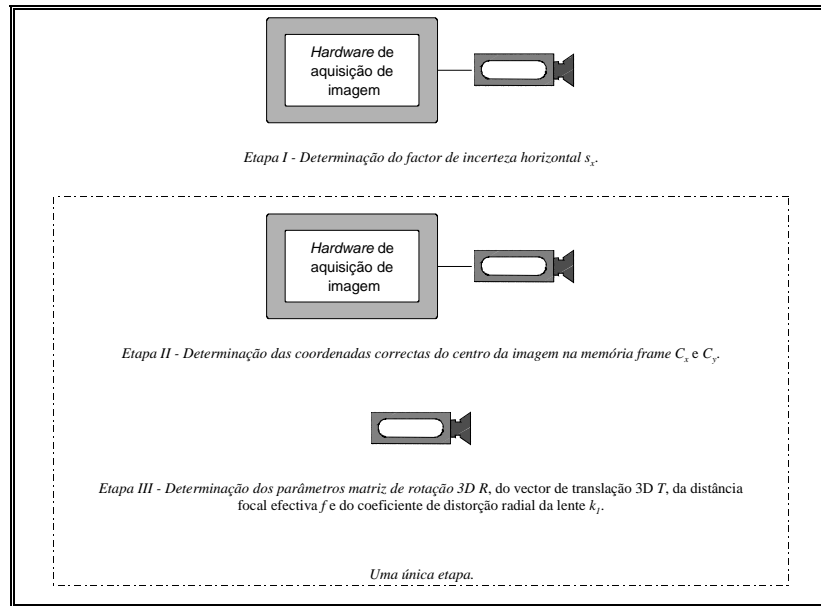 Hardware de
aquisição de
imagem
Etapa I - Determinação do factor de incerteza horizontal sₓ.
Hardware de
aquisição de
imagem
Etapa II - Determinação das coordenadas correctas do centro da imagem na memória frame Cₓ e Cᵧ.
Etapa III - Determinação dos parâmetros matriz de rotação 3D R, do vector de translação 3D T, da distância
focal efectiva f e do coeficiente de distorção radial da lente k₁.
Uma única etapa.